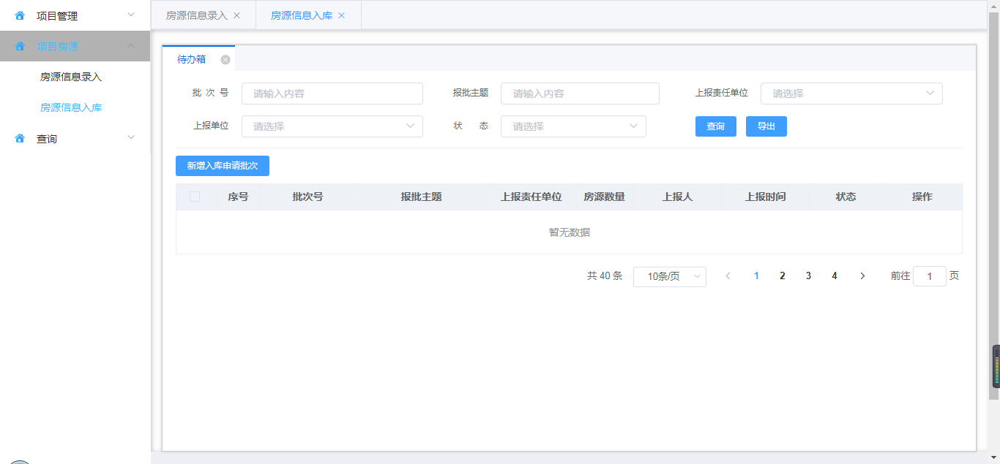 项目管理
项目房源
房源信息录入
房源信息入库
查询
房源信息录入 房源信息入库
待办箱
批 次 号 请输入内容 报批主题 请输入内容 上报责任单位 请选择
上报单位 请选择 状 态 请选择 查询 导出
新增入库申请批次
序号 批次号 报批主题 上报责任单位 房源数量 上报人 上报时间 状态 操作
暂无数据
共 40 条 10条/页 1 2 3 4 前往 1 页